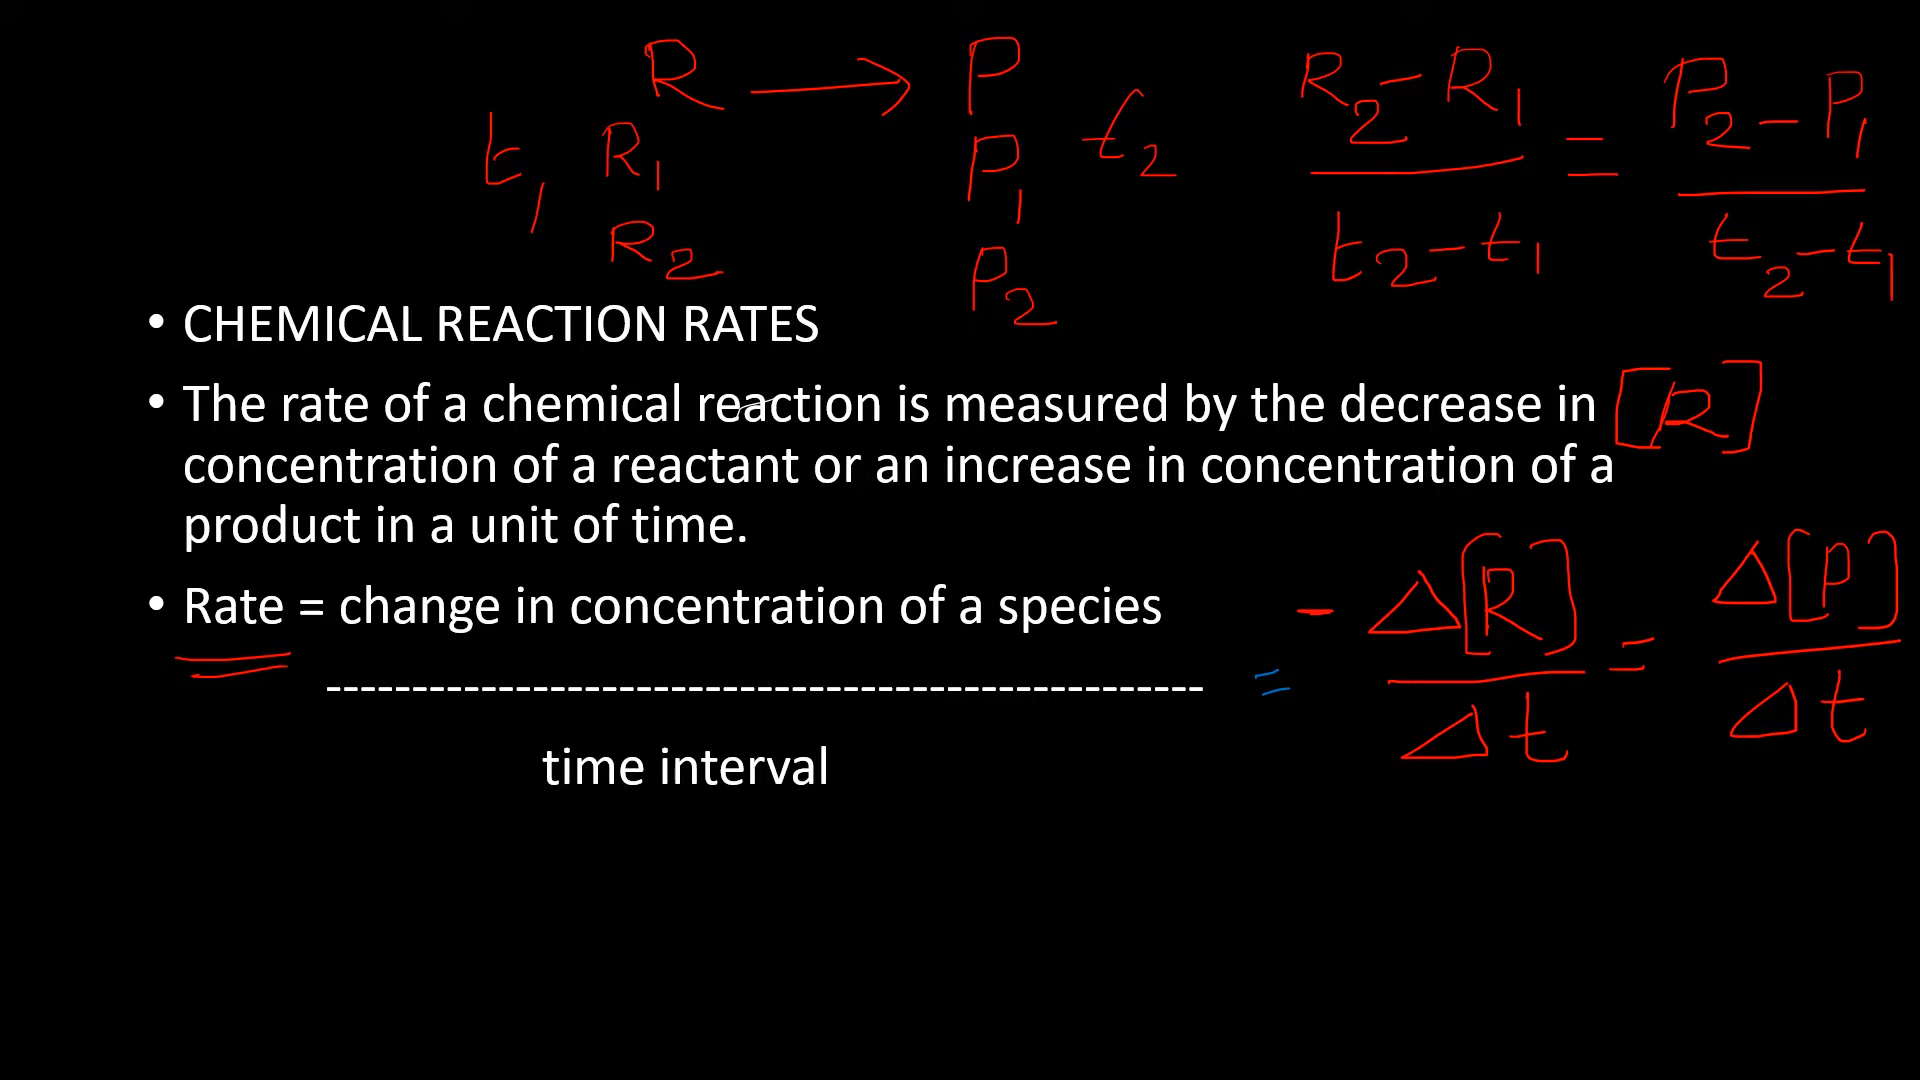 R → P
t₁ R₁ P₁ t₂
R₂ P₂
R₂ − R₁ / t₂ − t₁ = P₂ − P₁ / t₂ − t₁
• CHEMICAL REACTION RATES
• The rate of a chemical reaction is measured by the decrease in [R]
concentration of a reactant or an increase in concentration of a
product in a unit of time.
• Rate = change in concentration of a species
---------------------------------------------------- = − Δ[R] / Δt = Δ[P] / Δt
time interval